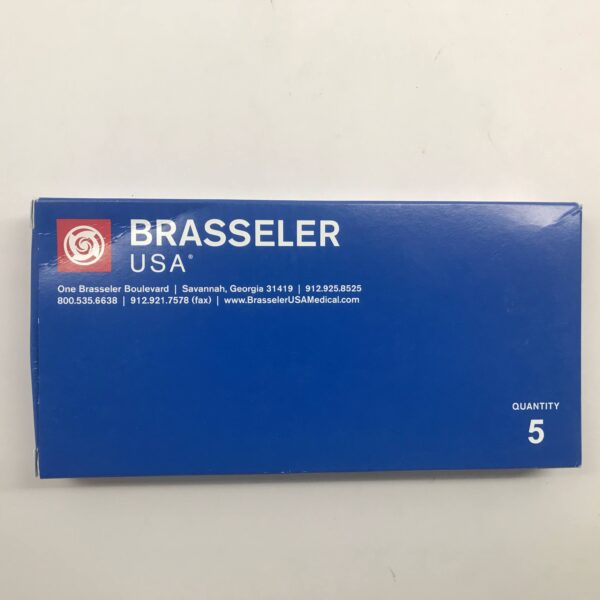 BRASSELER
USA®
One Brasseler Boulevard | Savannah, Georgia 31419 | 912.925.8525
800.535.6638 | 912.921.7578 (fax) | www.BrasselerUSAMedical.com
QUANTITY
5